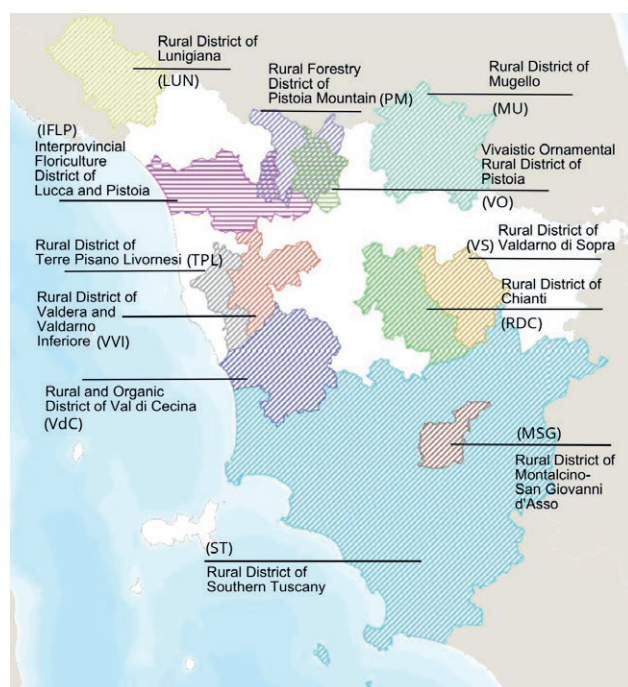 Rural District of
Lunigiana
(LUN)
Rural Forestry
District of
Pistoia Mountain (PM)
Rural District of
Mugello
(MU)
(IFLP)
Interprovincial
Floriculture
District of
Lucca and Pistoia
Vivaistic Ornamental
Rural District of
Pistoia
(VO)
Rural District of
(VS) Valdarno di Sopra
Rural District of
Terre Pisano Livornesi (TPL)
Rural District of
Chianti
(RDC)
Rural District of
Valdera and
Valdarno
Inferiore (VVI)
Rural and Organic
District of Val di Cecina
(VdC)
(MSG)
Rural District of
Montalcino-
San Giovanni
d'Asso
(ST)
Rural District of
Southern Tuscany